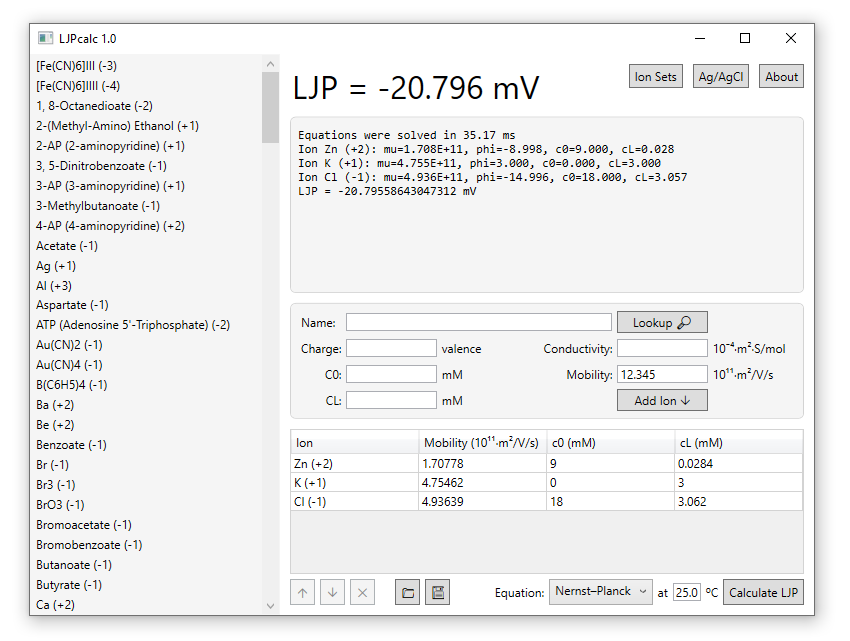 LJPcalc 1.0
[Fe(CN)6]III (-3)
[Fe(CN)6]IIII (-4)
1, 8-Octanedioate (-2)
2-(Methyl-Amino) Ethanol (+1)
2-AP (2-aminopyridine) (+1)
3, 5-Dinitrobenzoate (-1)
3-AP (3-aminopyridine) (+1)
3-Methylbutanoate (-1)
4-AP (4-aminopyridine) (+2)
Acetate (-1)
Ag (+1)
Al (+3)
Aspartate (-1)
ATP (Adenosine 5'-Triphosphate) (-2)
Au(CN)2 (-1)
Au(CN)4 (-1)
B(C6H5)4 (-1)
Ba (+2)
Be (+2)
Benzoate (-1)
Br (-1)
Br3 (-1)
BrO3 (-1)
Bromoacetate (-1)
Bromobenzoate (-1)
Butanoate (-1)
Butyrate (-1)
Ca (+2)
LJP = -20.796 mV
Ion Sets Ag/AgCl About
Equations were solved in 35.17 ms
Ion Zn (+2): mu=1.708E+11, phi=-8.998, c0=9.000, cL=0.028
Ion K (+1): mu=4.755E+11, phi=3.000, c0=0.000, cL=3.000
Ion Cl (-1): mu=4.936E+11, phi=-14.996, c0=18.000, cL=3.057
LJP = -20.79558643047312 mV
Name: Lookup
Charge: valence Conductivity: 10⁻⁴·m²·S/mol
C0: mM Mobility: 12.345 10¹¹·m²/V/s
CL: mM Add Ion ↓
Ion Mobility (10¹¹·m²/V/s) c0 (mM) cL (mM)
Zn (+2) 1.70778 9 0.0284
K (+1) 4.75462 0 3
Cl (-1) 4.93639 18 3.062
Equation: Nernst–Planck at 25.0 ºC Calculate LJP